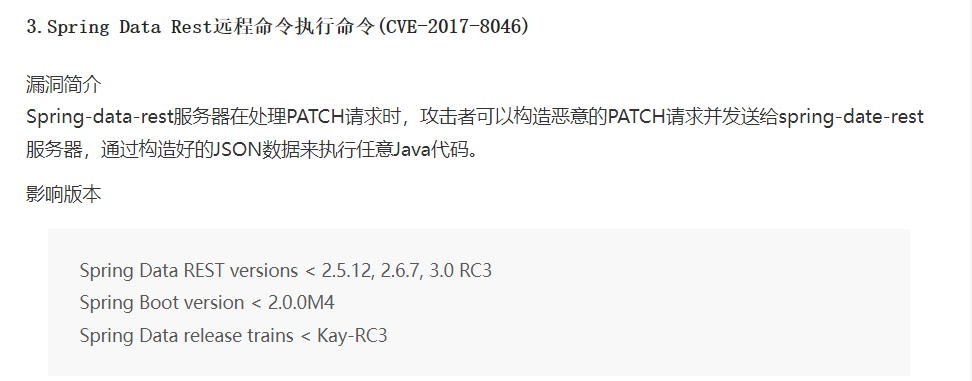 3.Spring Data Rest远程命令执行命令(CVE-2017-8046)
漏洞简介
Spring-data-rest服务器在处理PATCH请求时，攻击者可以构造恶意的PATCH请求并发送给spring-date-rest
服务器，通过构造好的JSON数据来执行任意Java代码。
影响版本
Spring Data REST versions < 2.5.12, 2.6.7, 3.0 RC3
Spring Boot version < 2.0.0M4
Spring Data release trains < Kay-RC3